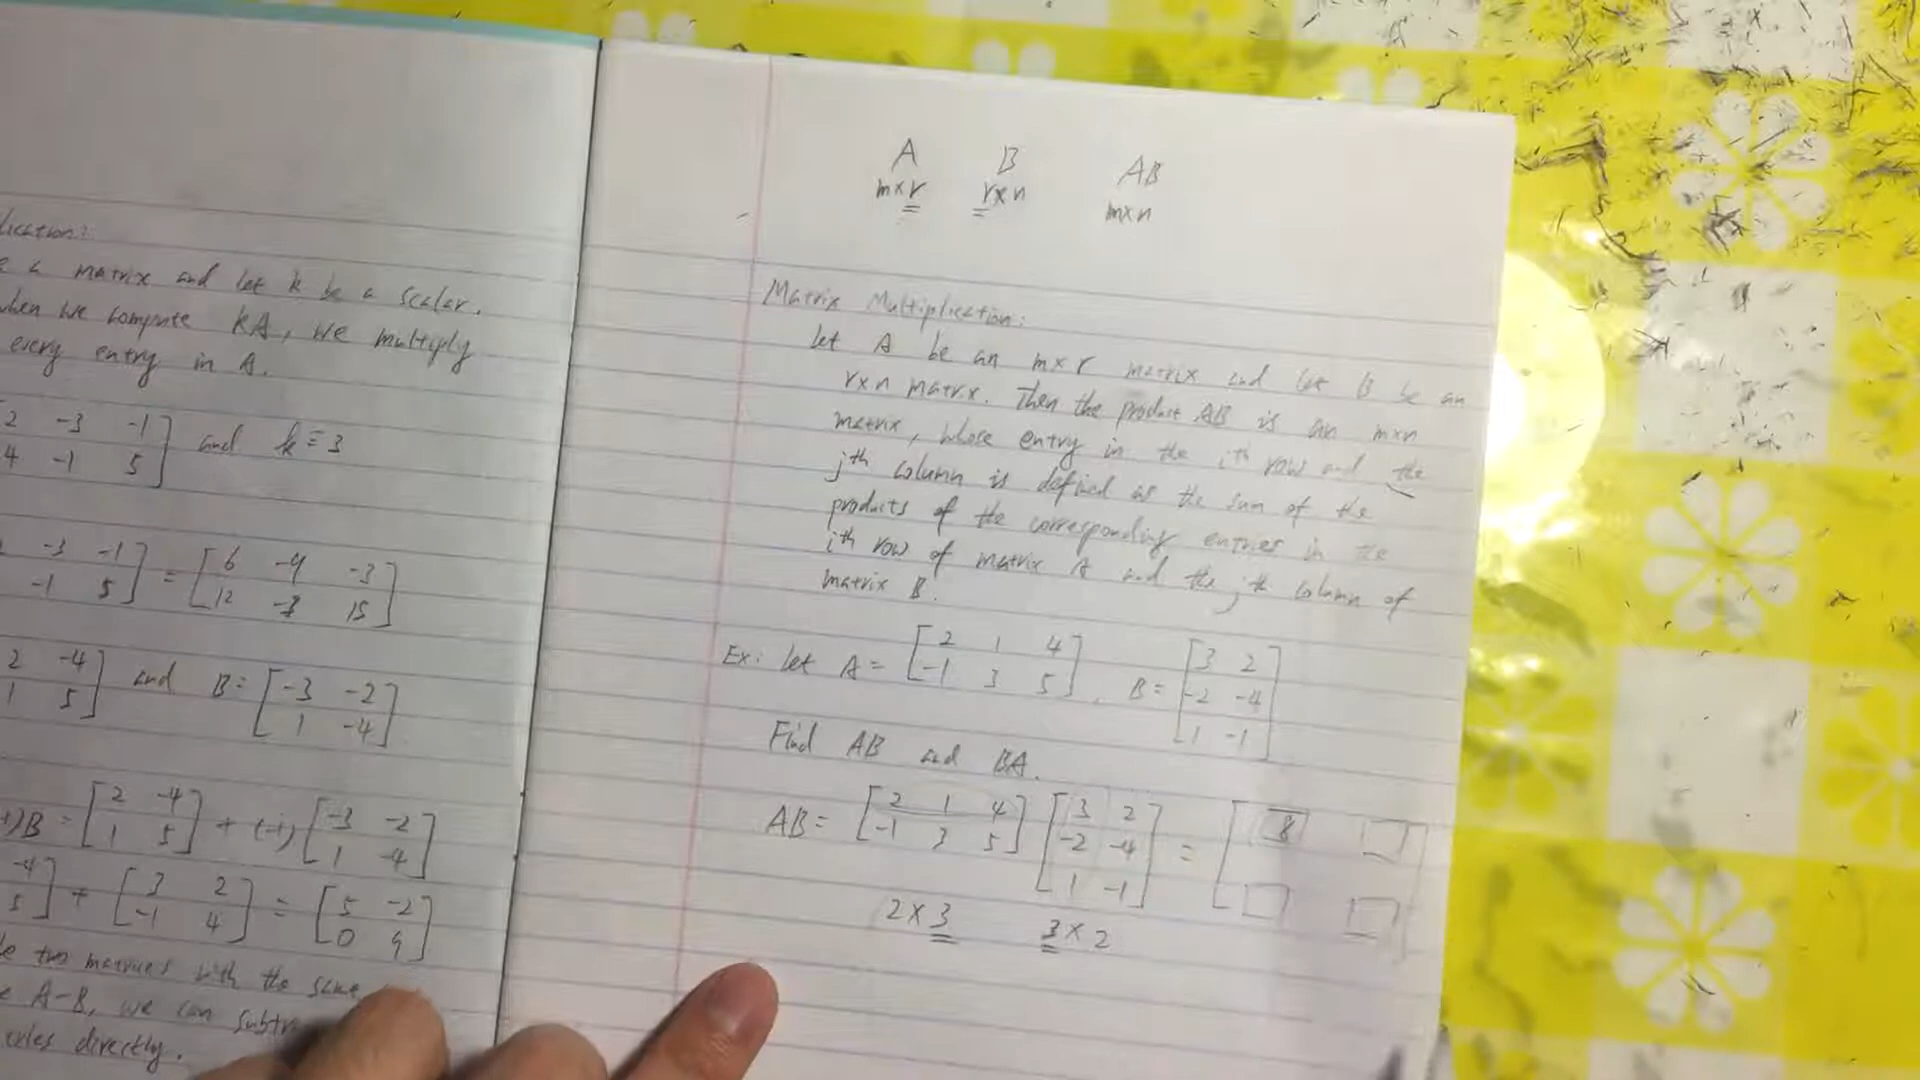 lication:
a matrix and let k be a scalar.
when we compute kA, we multiply
every entry in A.
2 -3 -1
4 -1 5
and k = 3
-3 -1
-1 5
= [ 6 -9 -3
12 -3 15 ]
2 -4
1 5
and B = [ -3 -2
1 -4 ]
B = [ 2 -4
1 5 ] + (-1) [ -3 -2
1 -4 ]
-4
5 ] + [ 3 2
-1 4 ] = [ 5 -2
0 9 ]
two matrices with the same
A-B, we can subtr
directly.
A B AB
m×r r×n m×n
Matrix Multiplication:
Let A be an m×r matrix and let B be an
r×n matrix. Then the product AB is an m×n
matrix, whose entry in the ith row and the
jth column is defined as the sum of the
products of the corresponding entries in the
ith row of matrix A and the jth column of
matrix B.
Ex: Let A = [ 2 1 4
-1 3 5 ], B = [ 3 2
-2 -4
1 -1 ]
Find AB and BA.
AB = [ 2 1 4
-1 3 5 ] [ 3 2
-2 -4
1 -1 ] = [ 8 ]
2 × 3 3 × 2